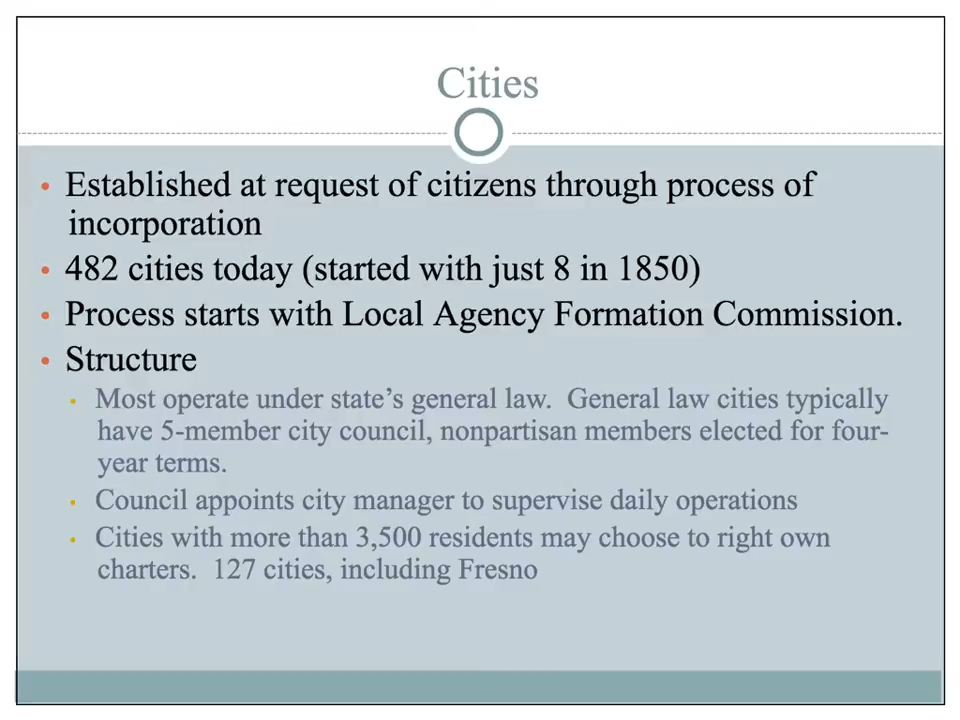 Cities
• Established at request of citizens through process of
incorporation
• 482 cities today (started with just 8 in 1850)
• Process starts with Local Agency Formation Commission.
• Structure
• Most operate under state’s general law.  General law cities typically
have 5-member city council, nonpartisan members elected for four-
year terms.
• Council appoints city manager to supervise daily operations
• Cities with more than 3,500 residents may choose to right own
charters.  127 cities, including Fresno